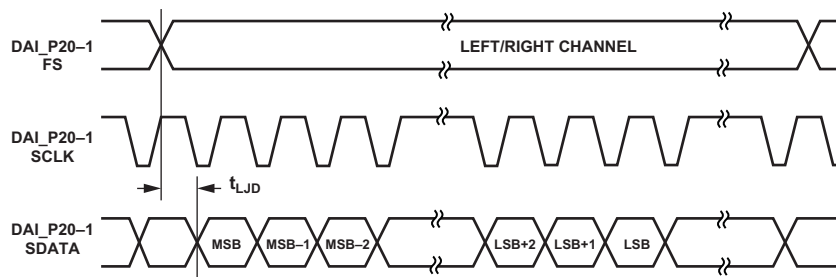 DAI_P20–1
FS
LEFT/RIGHT CHANNEL
DAI_P20–1
SCLK
tLJD
DAI_P20–1
SDATA
MSB
MSB–1
MSB–2
LSB+2
LSB+1
LSB